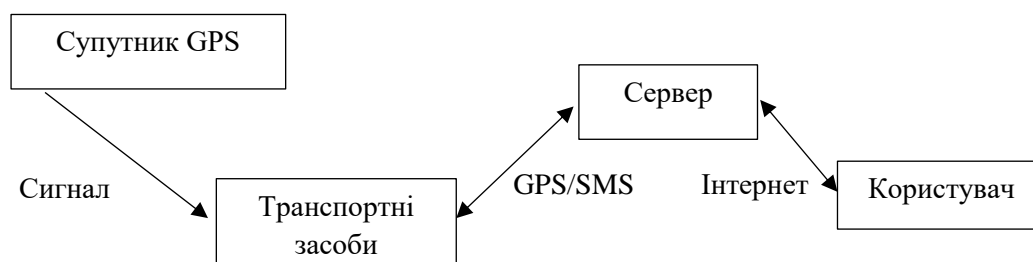 Супутник GPS
Сервер
Сигнал
GPS/SMS
Інтернет
Користувач
Транспортні
засоби